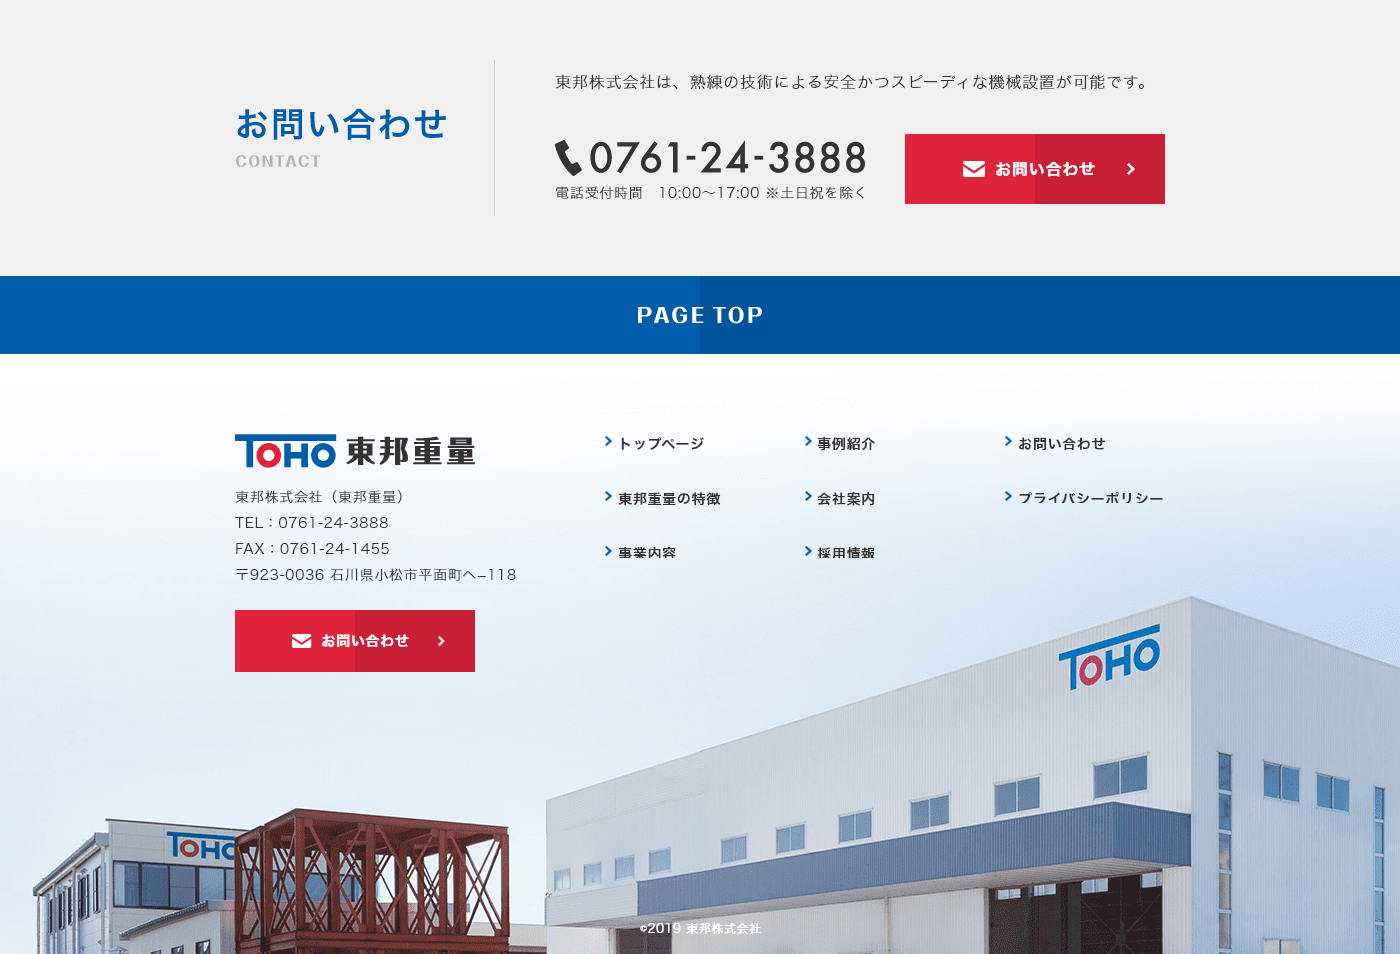 お問い合わせ
CONTACT
東邦株式会社は、熟練の技術による安全かつスピーディな機械設置が可能です。
0761-24-3888
電話受付時間　10:00〜17:00 ※土日祝を除く
お問い合わせ
PAGE TOP
TOHO 東邦重量
東邦株式会社（東邦重量）
TEL：0761-24-3888
FAX：0761-24-1455
〒923-0036 石川県小松市平面町へ–118
お問い合わせ
トップページ
東邦重量の特徴
事業内容
事例紹介
会社案内
採用情報
お問い合わせ
プライバシーポリシー
TOHO
TOHO
©2019 東邦株式会社